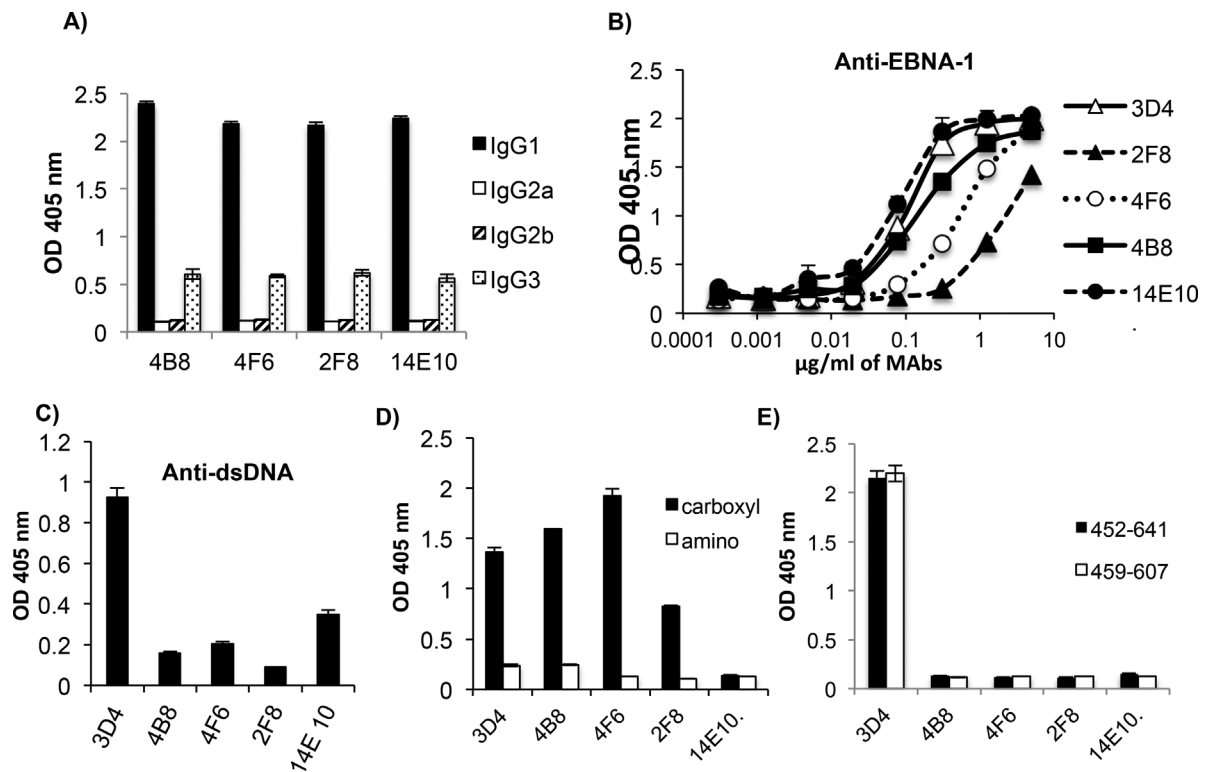 A)
2.5
2
1.5
1
0.5
0
OD 405 nm
4B8
4F6
2F8
14E10
IgG1
IgG2a
IgG2b
IgG3
B)
Anti-EBNA-1
2.5
2
1.5
1
0.5
0
OD 405 nm
0.0001
0.001
0.01
0.1
1
10
µg/ml of MAbs
3D4
2F8
4F6
4B8
14E10
C)
Anti-dsDNA
1.2
1
0.8
0.6
0.4
0.2
0
OD 405 nm
3D4
4B8
4F6
2F8
14E 10
D)
2.5
2
1.5
1
0.5
0
OD 405 nm
carboxyl
amino
3D4
4B8
4F6
2F8
14E10.
E)
2.5
2
1.5
1
0.5
0
OD 405 nm
452-641
459-607
3D4
4B8
4F6
2F8
14E10.